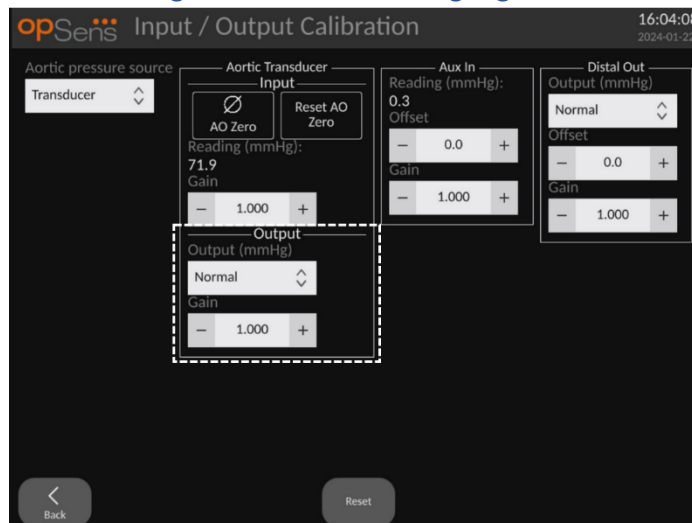 opSens Input / Output Calibration
16:04:08
2024-01-22
Aortic pressure source
Transducer
Aortic Transducer
Input
AO Zero
Reset AO
Zero
Reading (mmHg):
71.9
Gain
− 1.000 +
Output
Output (mmHg)
Normal
Gain
− 1.000 +
Aux In
Reading (mmHg):
0.3
Offset
− 0.0 +
Gain
− 1.000 +
Distal Out
Output (mmHg)
Normal
Offset
− 0.0 +
Gain
− 1.000 +
Back
Reset